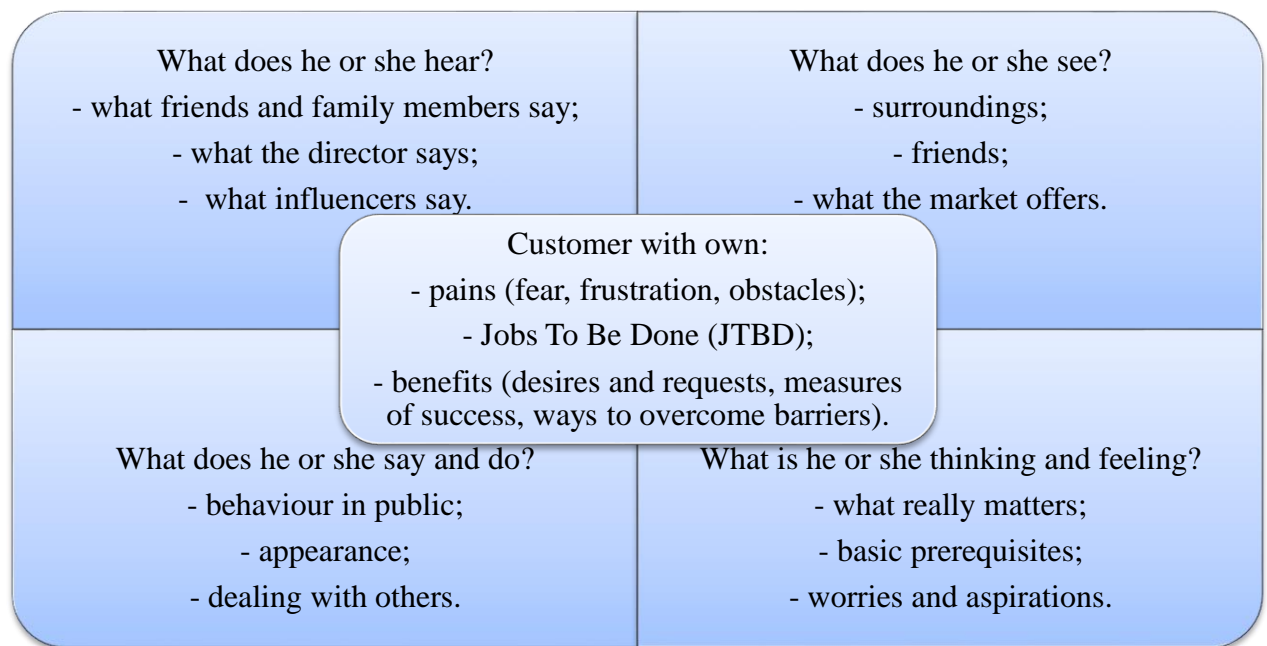 What does he or she hear?
- what friends and family members say;
- what the director says;
- what influencers say.
What does he or she see?
- surroundings;
- friends;
- what the market offers.
Customer with own:
- pains (fear, frustration, obstacles);
- Jobs To Be Done (JTBD);
- benefits (desires and requests, measures
of success, ways to overcome barriers).
What does he or she say and do?
- behaviour in public;
- appearance;
- dealing with others.
What is he or she thinking and feeling?
- what really matters;
- basic prerequisites;
- worries and aspirations.